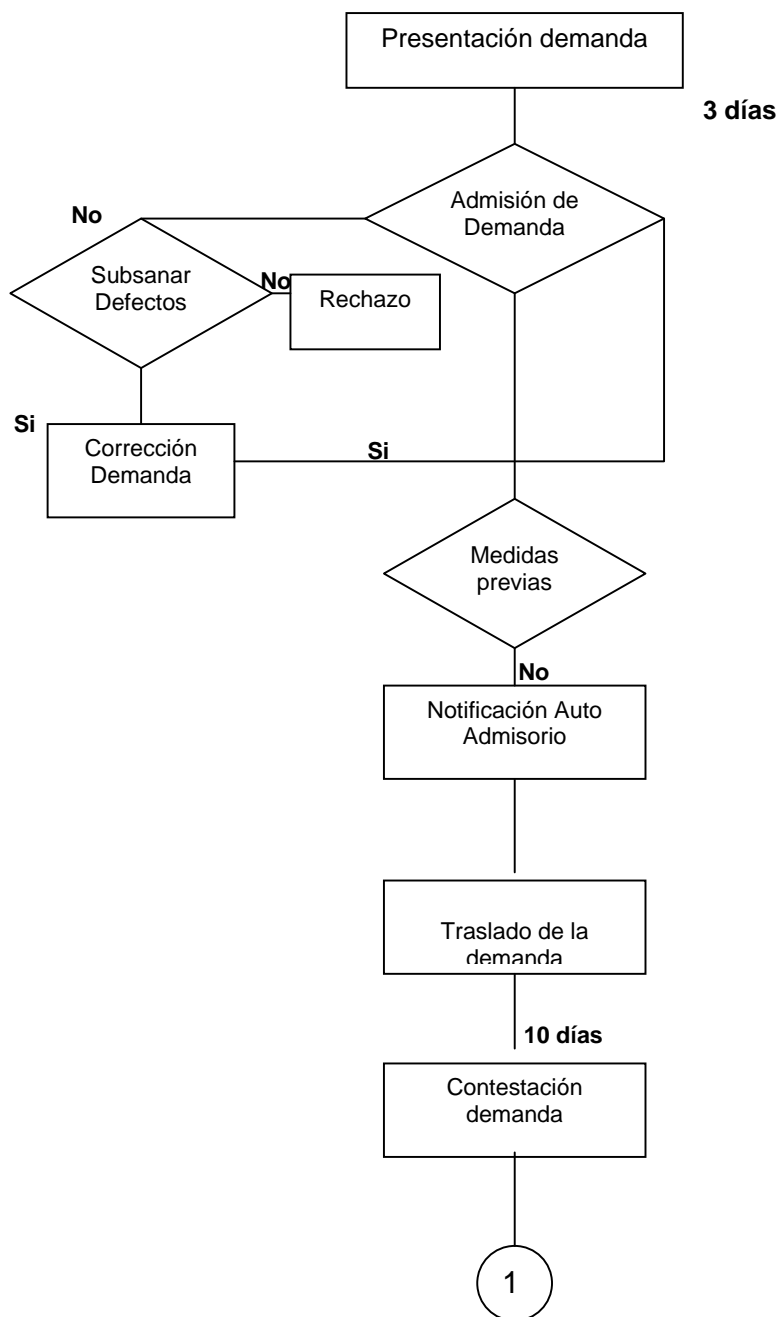 Presentación demanda
3 días
Admisión de
Demanda
No
Subsanar
Defectos
No
Rechazo
Si
Corrección
Demanda
Si
Medidas
previas
No
Notificación Auto
Admisorio
Traslado de la
demanda
10 días
Contestación
demanda
1